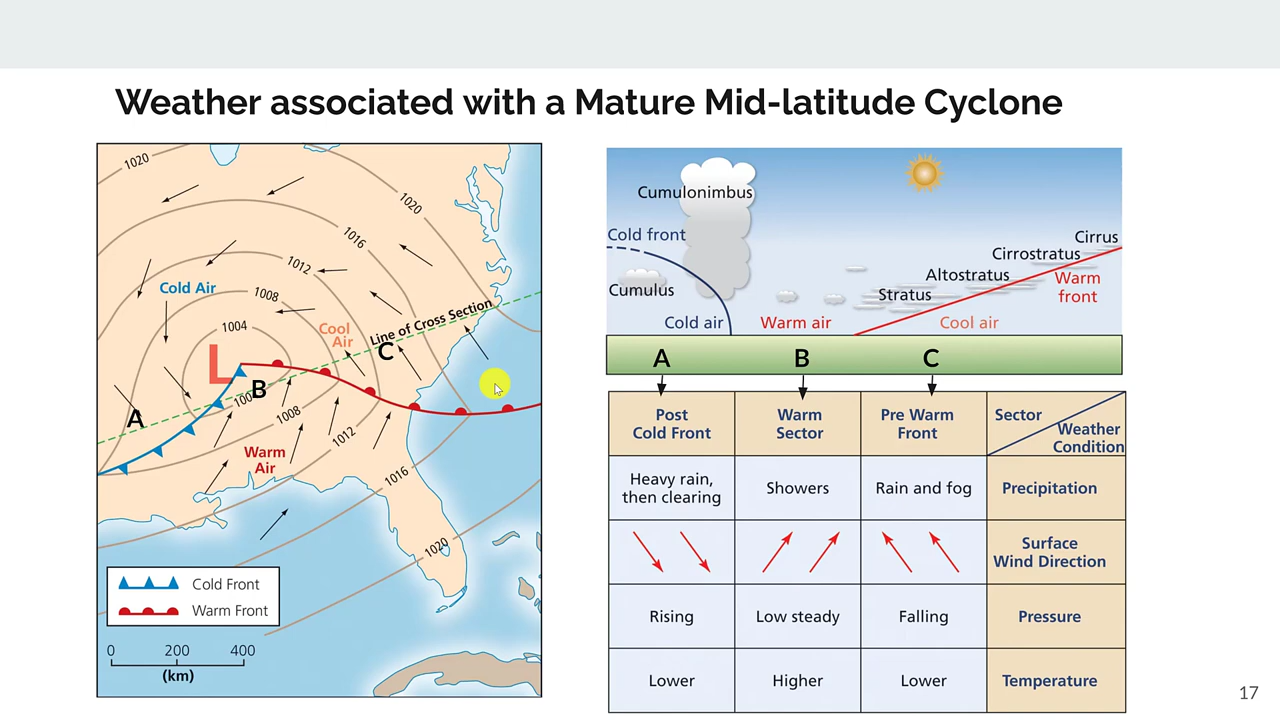 Weather associated with a Mature Mid-latitude Cyclone
1020
1020
1016
1012
1008
1004
Cold Air
L
Cool
Air
Line of Cross Section
C
B
A
1008
1012
Warm
Air
1016
1020
Cold Front
Warm Front
0 200 400
(km)
Cumulonimbus
Cold front
Cumulus
Cold air
Warm air
Stratus
Altostratus
Cirrostratus
Cirrus
Warm
front
Cool air
A B C
Post
Cold Front
Warm
Sector
Pre Warm
Front
Sector
Weather
Condition
Heavy rain,
then clearing
Showers
Rain and fog
Precipitation
Surface
Wind Direction
Rising
Low steady
Falling
Pressure
Lower
Higher
Lower
Temperature
17